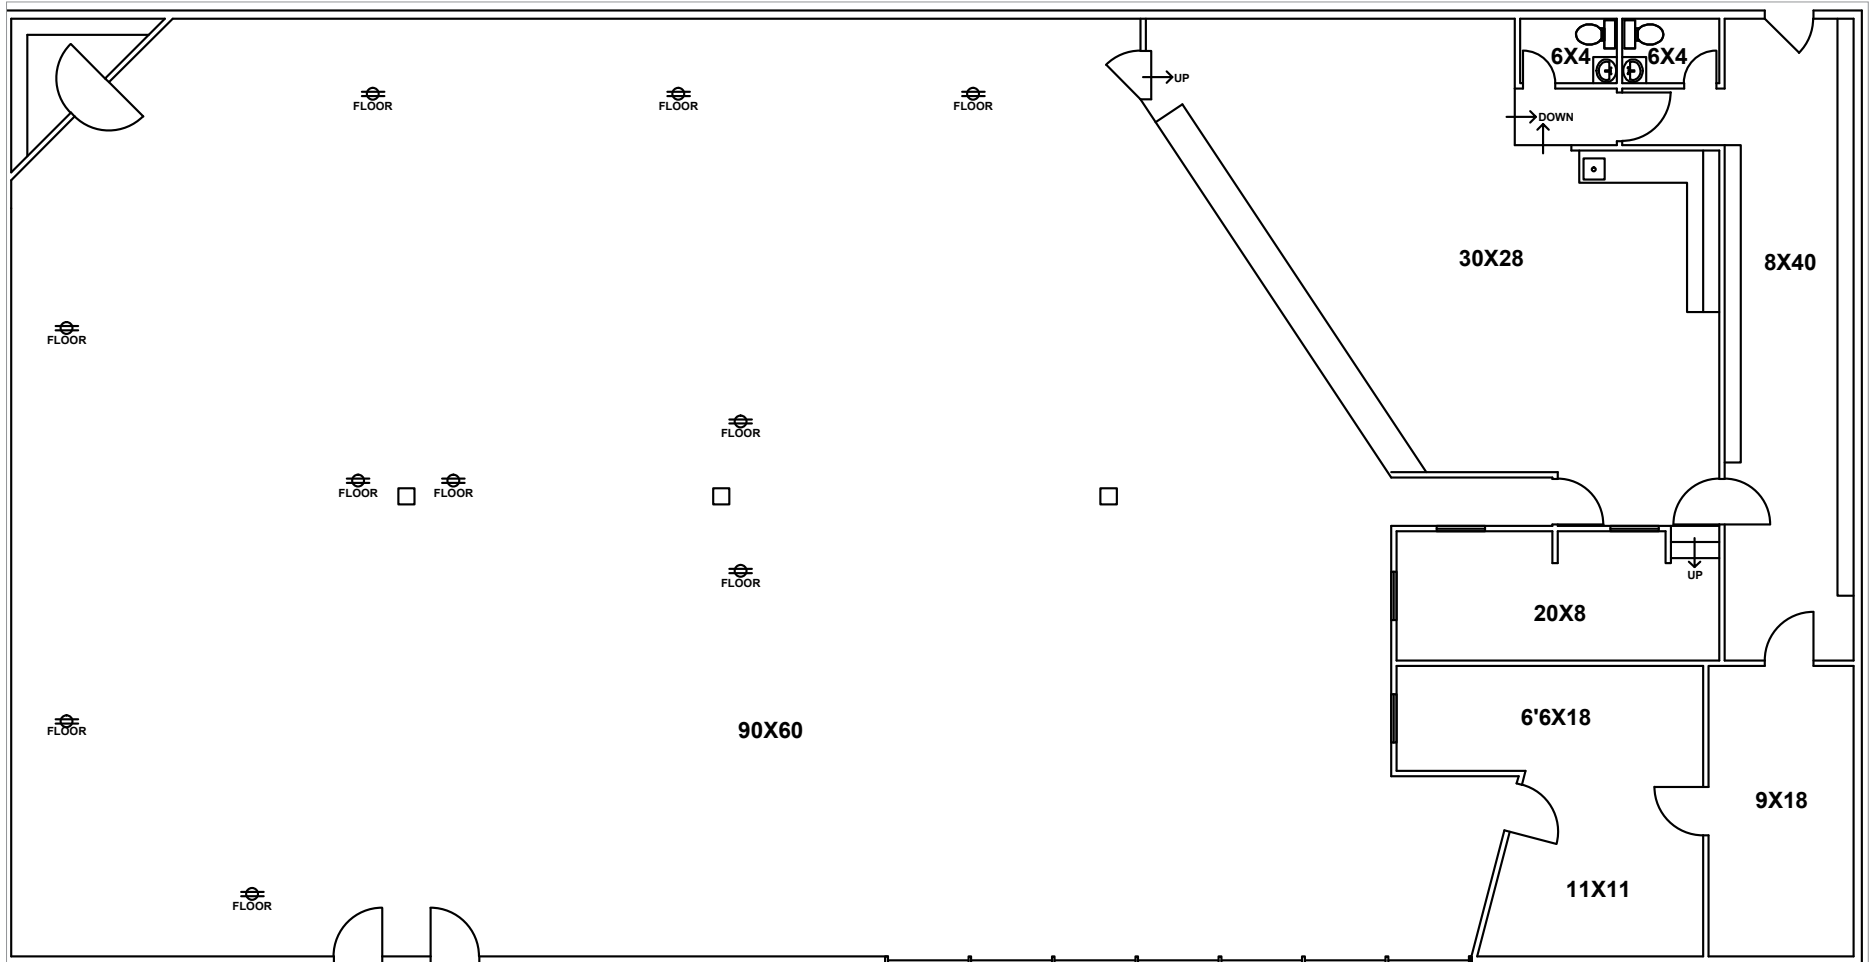 6X4
6X4
UP
FLOOR
FLOOR
FLOOR
DOWN
30X28
8X40
FLOOR
FLOOR
FLOOR
FLOOR
FLOOR
UP
20X8
6'6X18
FLOOR
90X60
9X18
11X11
FLOOR